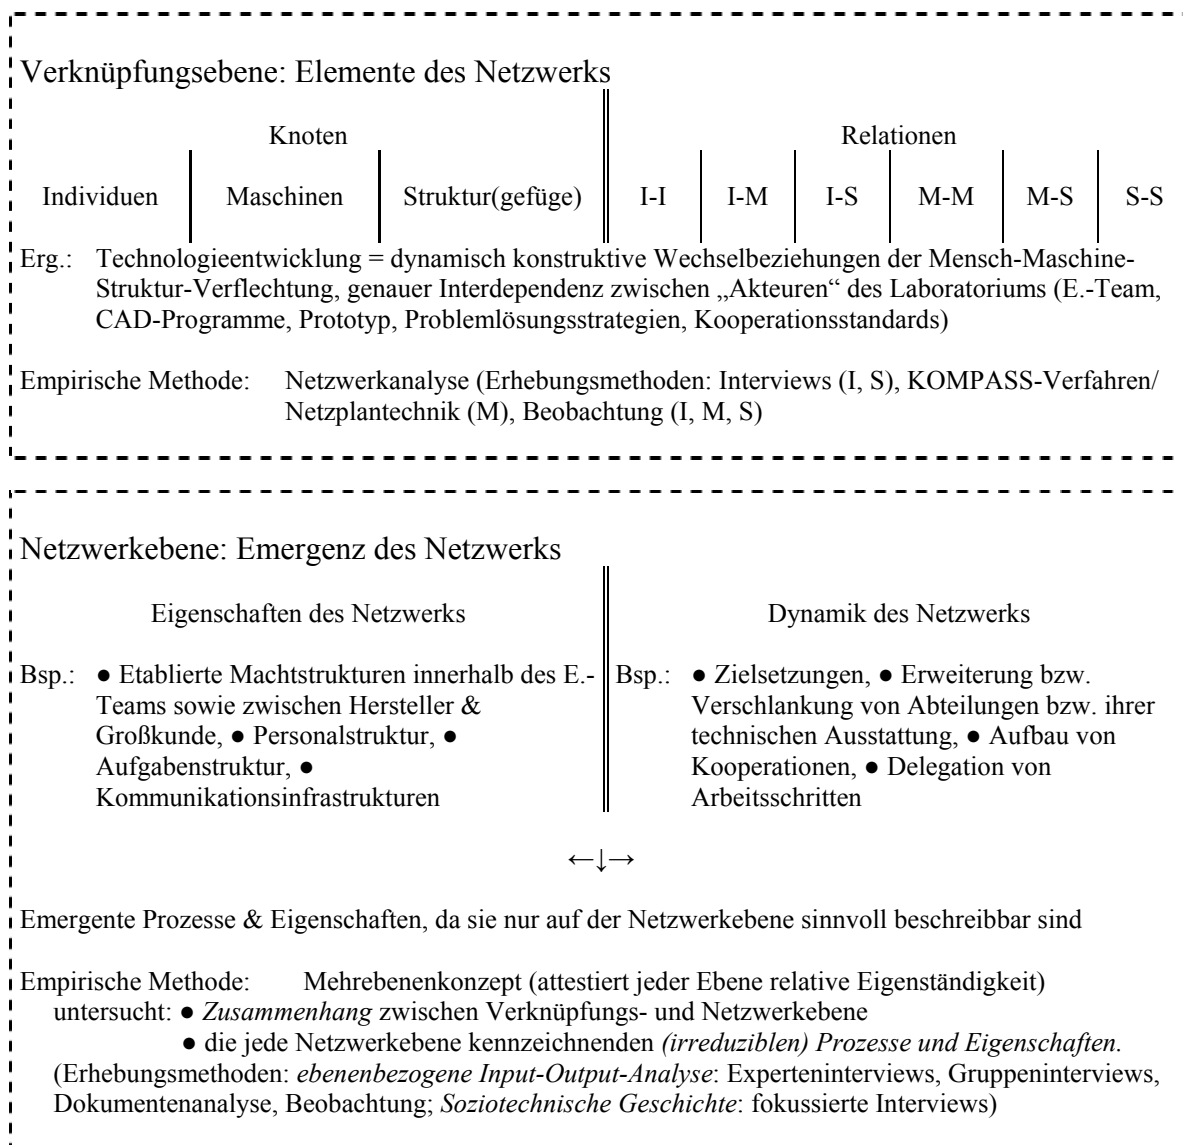 Verknüpfungsebene: Elemente des Netzwerks
Knoten
Relationen
Individuen
Maschinen
Struktur(gefüge)
I-I
I-M
I-S
M-M
M-S
S-S
Erg.: Technologieentwicklung = dynamisch konstruktive Wechselbeziehungen der Mensch-Maschine-
Struktur-Verflechtung, genauer Interdependenz zwischen „Akteuren“ des Laboratoriums (E.-Team,
CAD-Programme, Prototyp, Problemlösungsstrategien, Kooperationsstandards)
Empirische Methode: Netzwerkanalyse (Erhebungsmethoden: Interviews (I, S), KOMPASS-Verfahren/
Netzplantechnik (M), Beobachtung (I, M, S)
Netzwerkebene: Emergenz des Netzwerks
Eigenschaften des Netzwerks
Bsp.: ● Etablierte Machtstrukturen innerhalb des E.-
Teams sowie zwischen Hersteller &
Großkunde, ● Personalstruktur, ●
Aufgabenstruktur, ●
Kommunikationsinfrastrukturen
Dynamik des Netzwerks
Bsp.: ● Zielsetzungen, ● Erweiterung bzw.
Verschlankung von Abteilungen bzw. ihrer
technischen Ausstattung, ● Aufbau von
Kooperationen, ● Delegation von
Arbeitsschritten
←↓→
Emergente Prozesse & Eigenschaften, da sie nur auf der Netzwerkebene sinnvoll beschreibbar sind
Empirische Methode: Mehrebenenkonzept (attestiert jeder Ebene relative Eigenständigkeit)
untersucht: ● Zusammenhang zwischen Verknüpfungs- und Netzwerkebene
● die jede Netzwerkebene kennzeichnenden (irreduziblen) Prozesse und Eigenschaften.
(Erhebungsmethoden: ebenenbezogene Input-Output-Analyse: Experteninterviews, Gruppeninterviews,
Dokumentenanalyse, Beobachtung; Soziotechnische Geschichte: fokussierte Interviews)